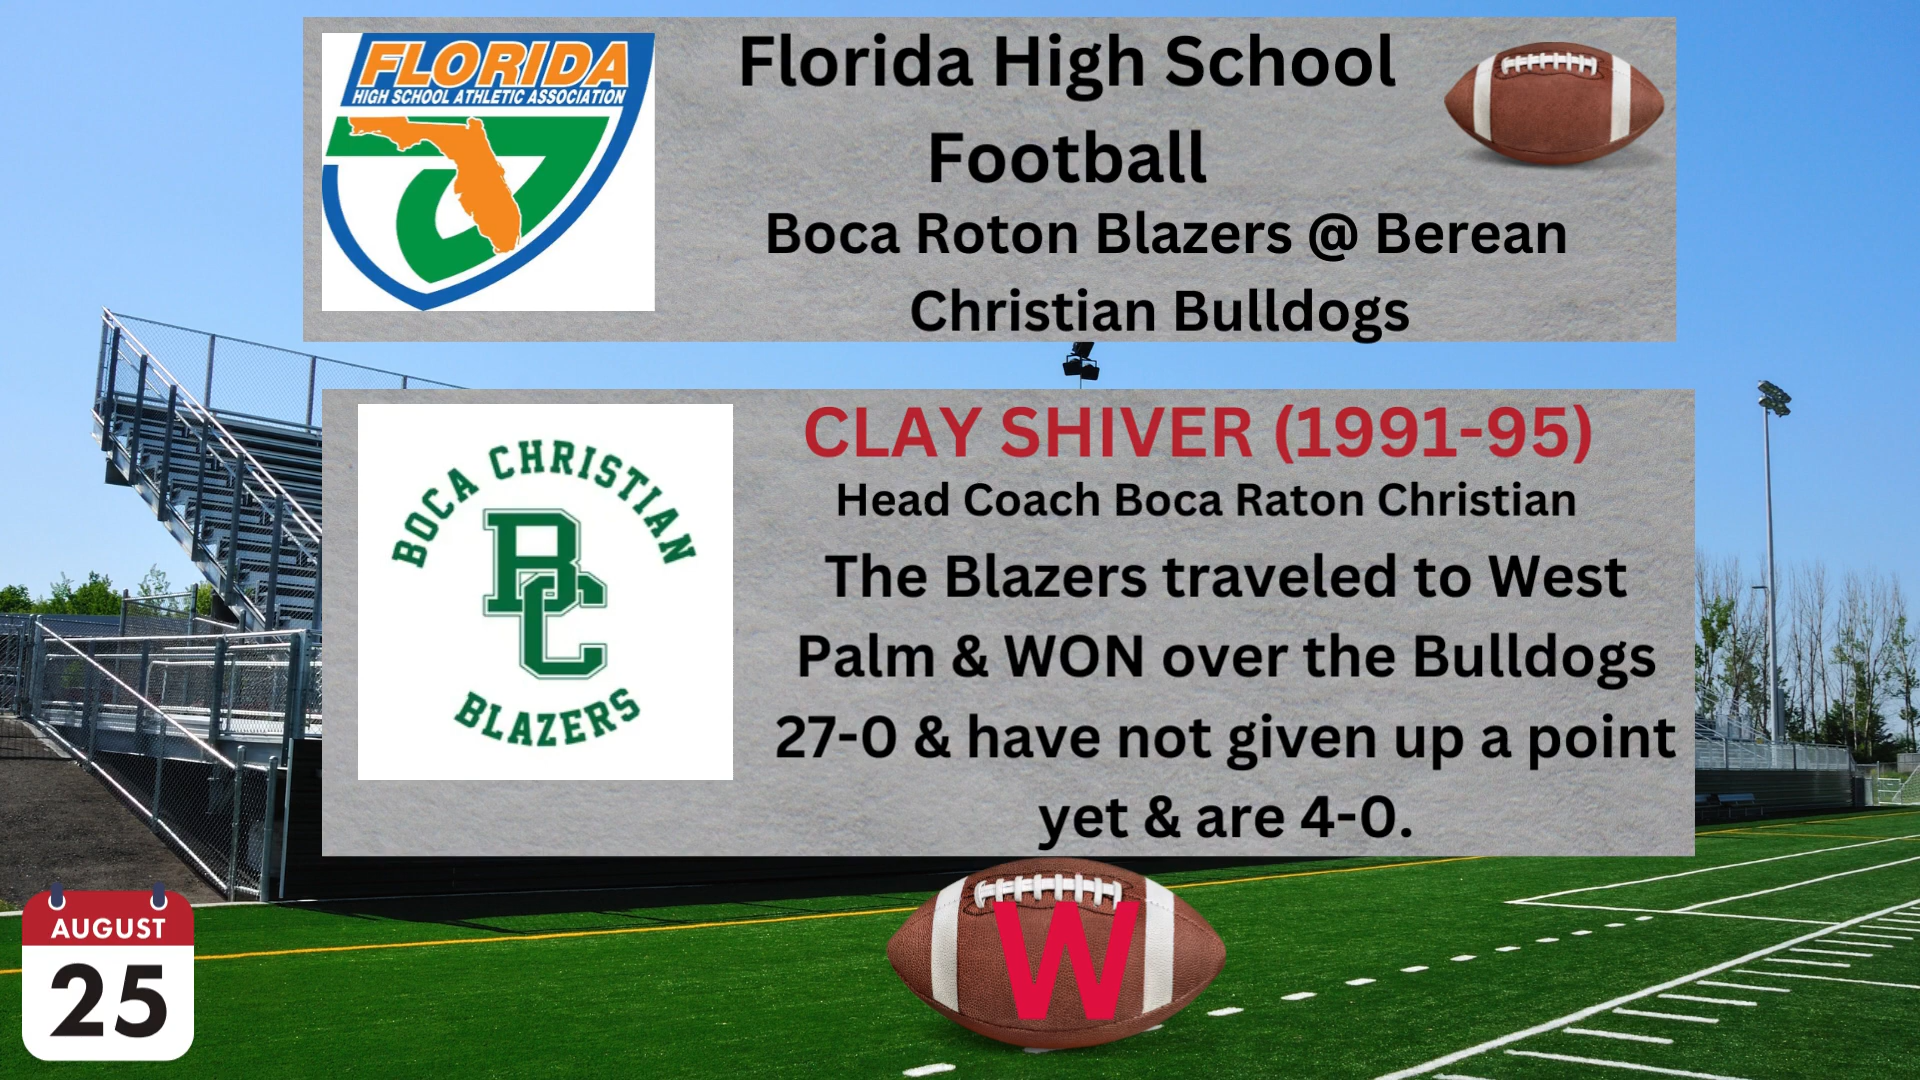 FLORIDA
HIGH SCHOOL ATHLETIC ASSOCIATION
Florida High School
Football
Boca Roton Blazers @ Berean
Christian Bulldogs
BOCA CHRISTIAN
BC
BLAZERS
CLAY SHIVER (1991-95)
Head Coach Boca Raton Christian
The Blazers traveled to West
Palm & WON over the Bulldogs
27-0 & have not given up a point
yet & are 4-0.
AUGUST
25
W